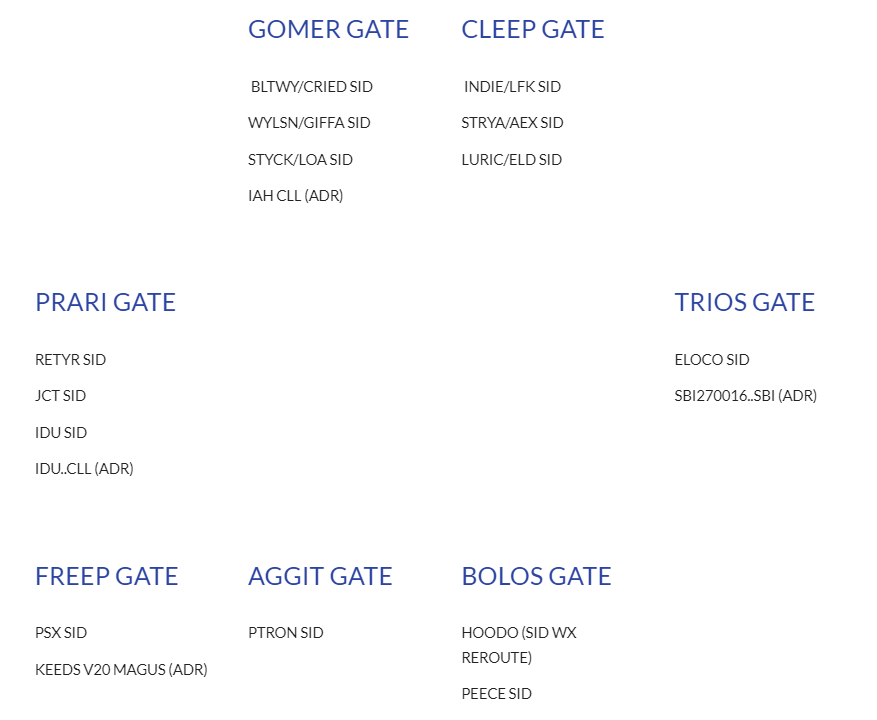 GOMER GATE
BLTWY/CRIED SID
WYLSN/GIFFA SID
STYCK/LOA SID
IAH CLL (ADR)
CLEEP GATE
INDIE/LFK SID
STRYA/AEX SID
LURIC/ELD SID
PRARI GATE
RETYR SID
JCT SID
IDU SID
IDU..CLL (ADR)
TRIOS GATE
ELOCO SID
SBI270016..SBI (ADR)
FREEP GATE
PSX SID
KEEDS V20 MAGUS (ADR)
AGGIT GATE
PTRON SID
BOLOS GATE
HOODO (SID WX
REROUTE)
PEECE SID